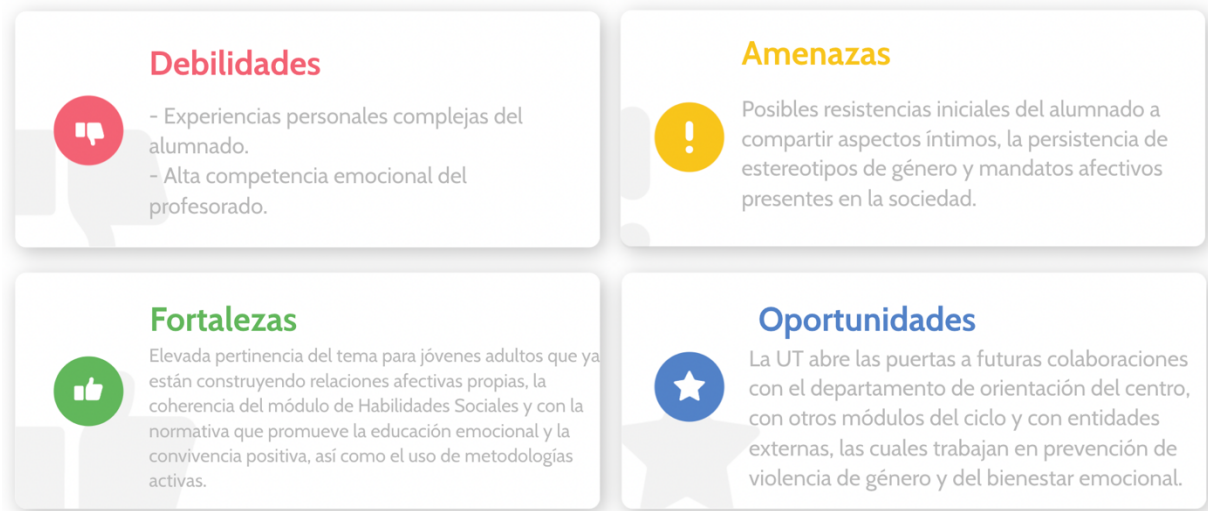 Debilidades
- Experiencias personales complejas del
alumnado.
- Alta competencia emocional del
profesorado.
Amenazas
Posibles resistencias iniciales del alumnado a
compartir aspectos íntimos, la persistencia de
estereotipos de género y mandatos afectivos
presentes en la sociedad.
Fortalezas
Elevada pertinencia del tema para jóvenes adultos que ya
están construyendo relaciones afectivas propias, la
coherencia del módulo de Habilidades Sociales y con la
normativa que promueve la educación emocional y la
convivencia positiva, así como el uso de metodologías
activas.
Oportunidades
La UT abre las puertas a futuras colaboraciones
con el departamento de orientación del centro,
con otros módulos del ciclo y con entidades
externas, las cuales trabajan en prevención de
violencia de género y del bienestar emocional.